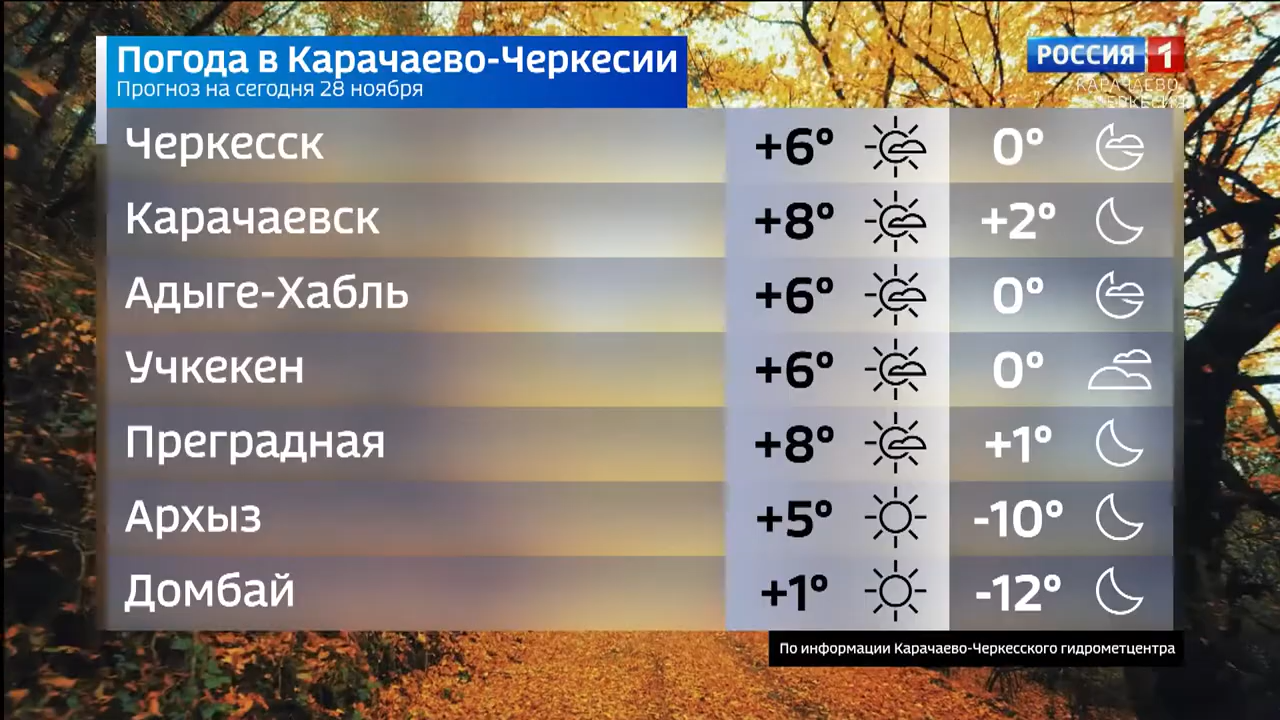 Погода в Карачаево-Черкесии
Прогноз на сегодня 28 ноября
РОССИЯ 1
КАРАЧАЕВО-
ЧЕРКЕСИЯ
Черкесск +6° 0°
Карачаевск +8° +2°
Адыге-Хабль +6° 0°
Учкекен +6° 0°
Преградная +8° +1°
Архыз +5° -10°
Домбай +1° -12°
По информации Карачаево-Черкесского гидрометцентра